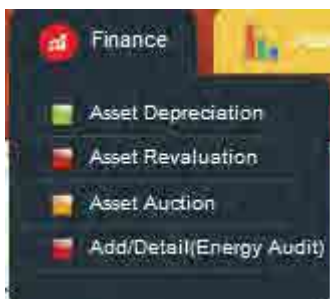 Finance
Asset Depreciation
Asset Revaluation
Asset Auction
Add/Detail(Energy Audit)